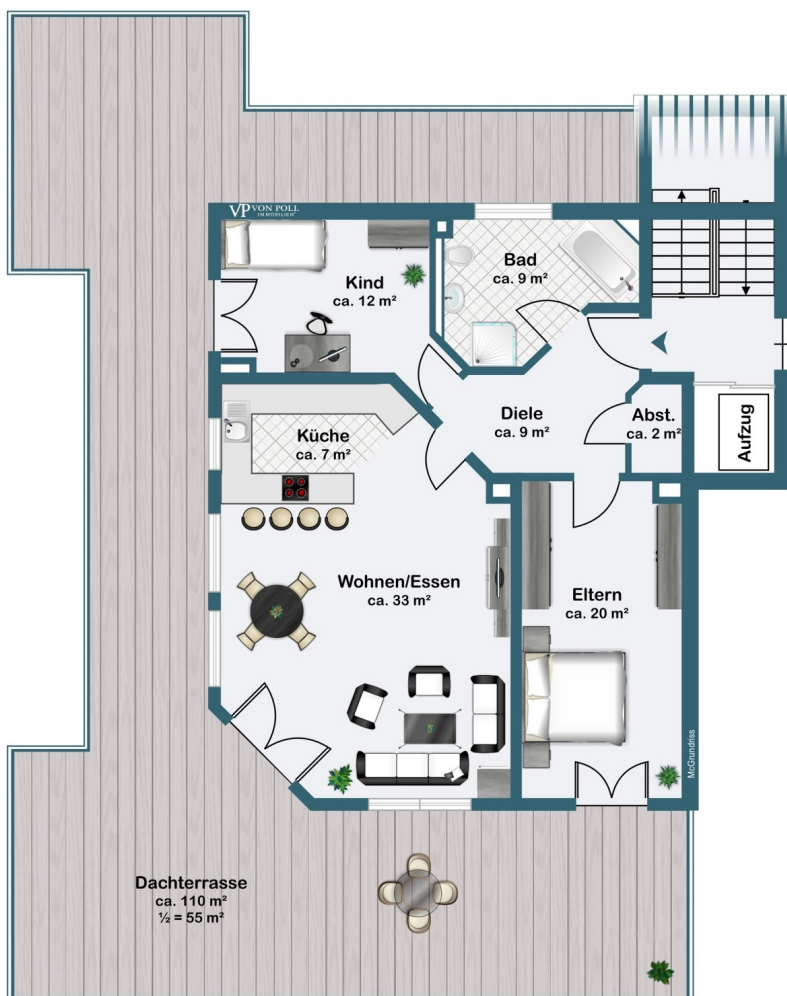 VP VON POLL
IMMOBILIEN
Kind
ca. 12 m²
Bad
ca. 9 m²
Küche
ca. 7 m²
Diele
ca. 9 m²
Abst.
ca. 2 m²
Aufzug
Wohnen/Essen
ca. 33 m²
Eltern
ca. 20 m²
McGrundriss
Dachterrasse
ca. 110 m²
½ = 55 m²